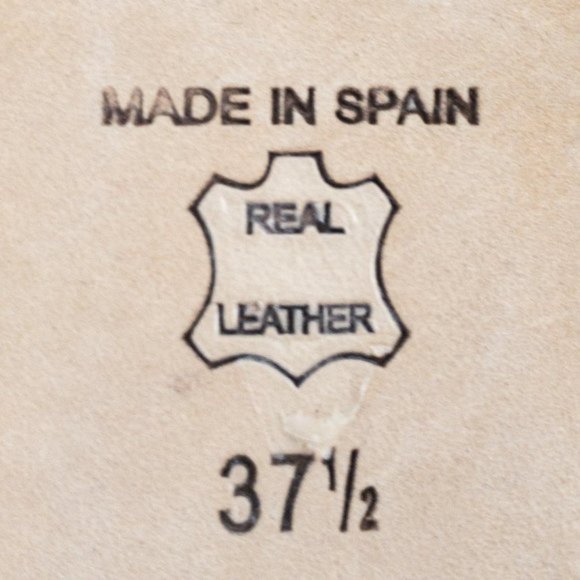 MADE IN SPAIN
REAL
LEATHER
37½